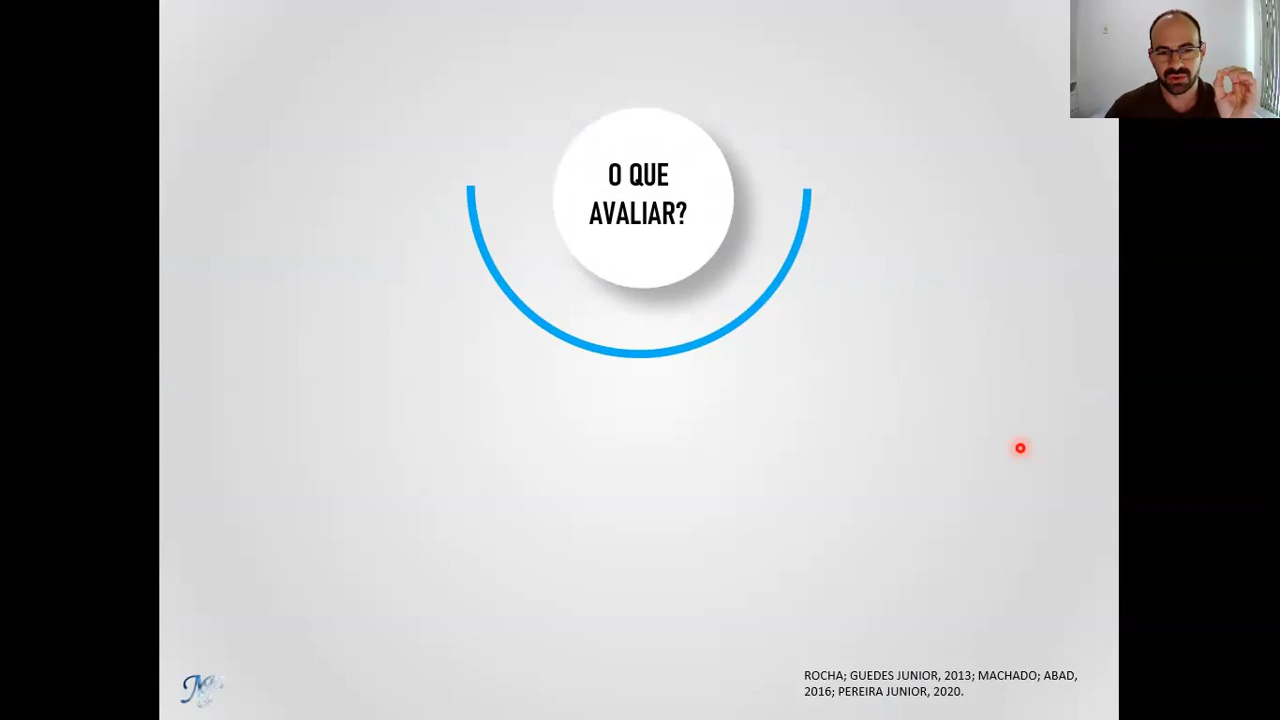 O QUE
AVALIAR?
ROCHA; GUEDES JUNIOR, 2013; MACHADO; ABAD,
2016; PEREIRA JUNIOR, 2020.